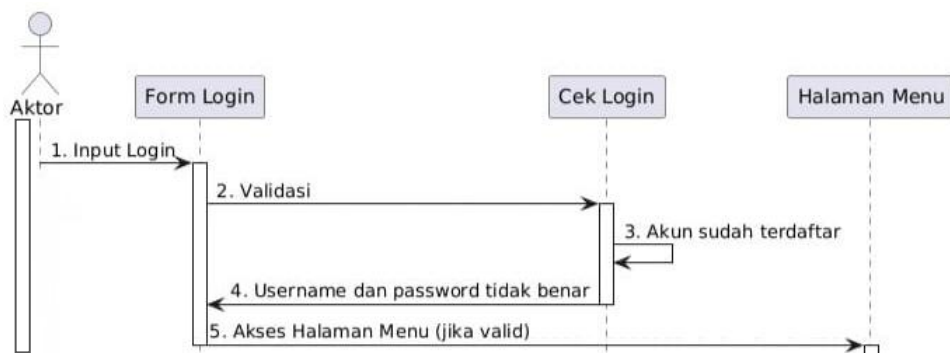 Aktor
Form Login
Cek Login
Halaman Menu
1. Input Login
2. Validasi
3. Akun sudah terdaftar
4. Username dan password tidak benar
5. Akses Halaman Menu (jika valid)